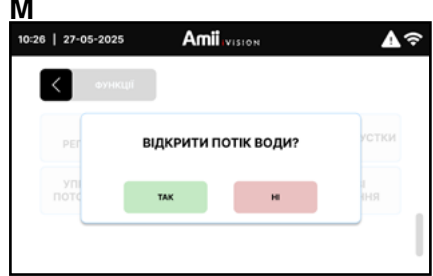 М
10:26 | 27-05-2025 Amii VISION
ФУНКЦІЇ
ВІДКРИТИ ПОТІК ВОДИ?
ТАК НІ